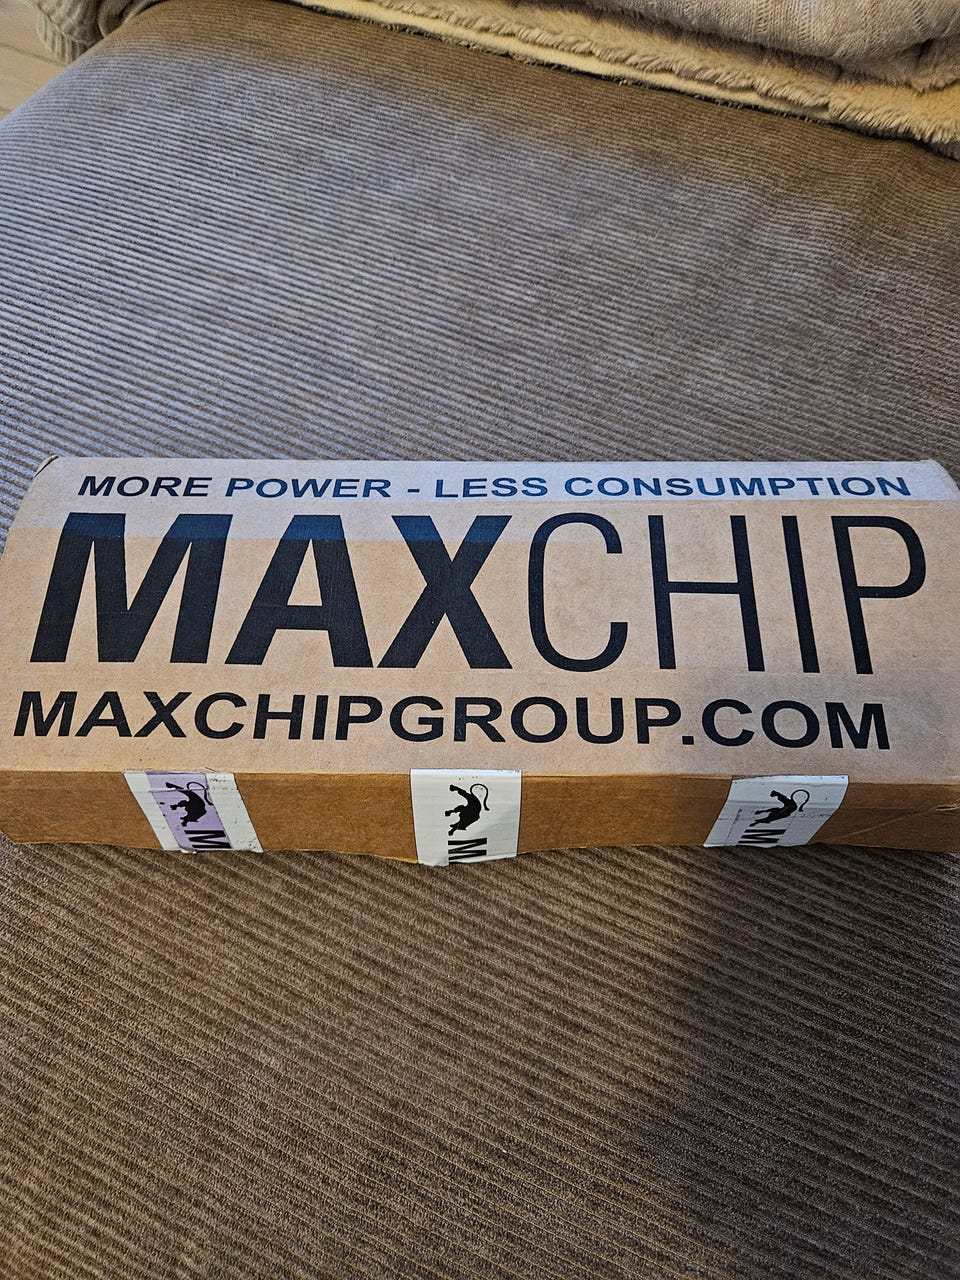 MORE POWER - LESS CONSUMPTION
MAXCHIP
MAXCHIPGROUP.COM